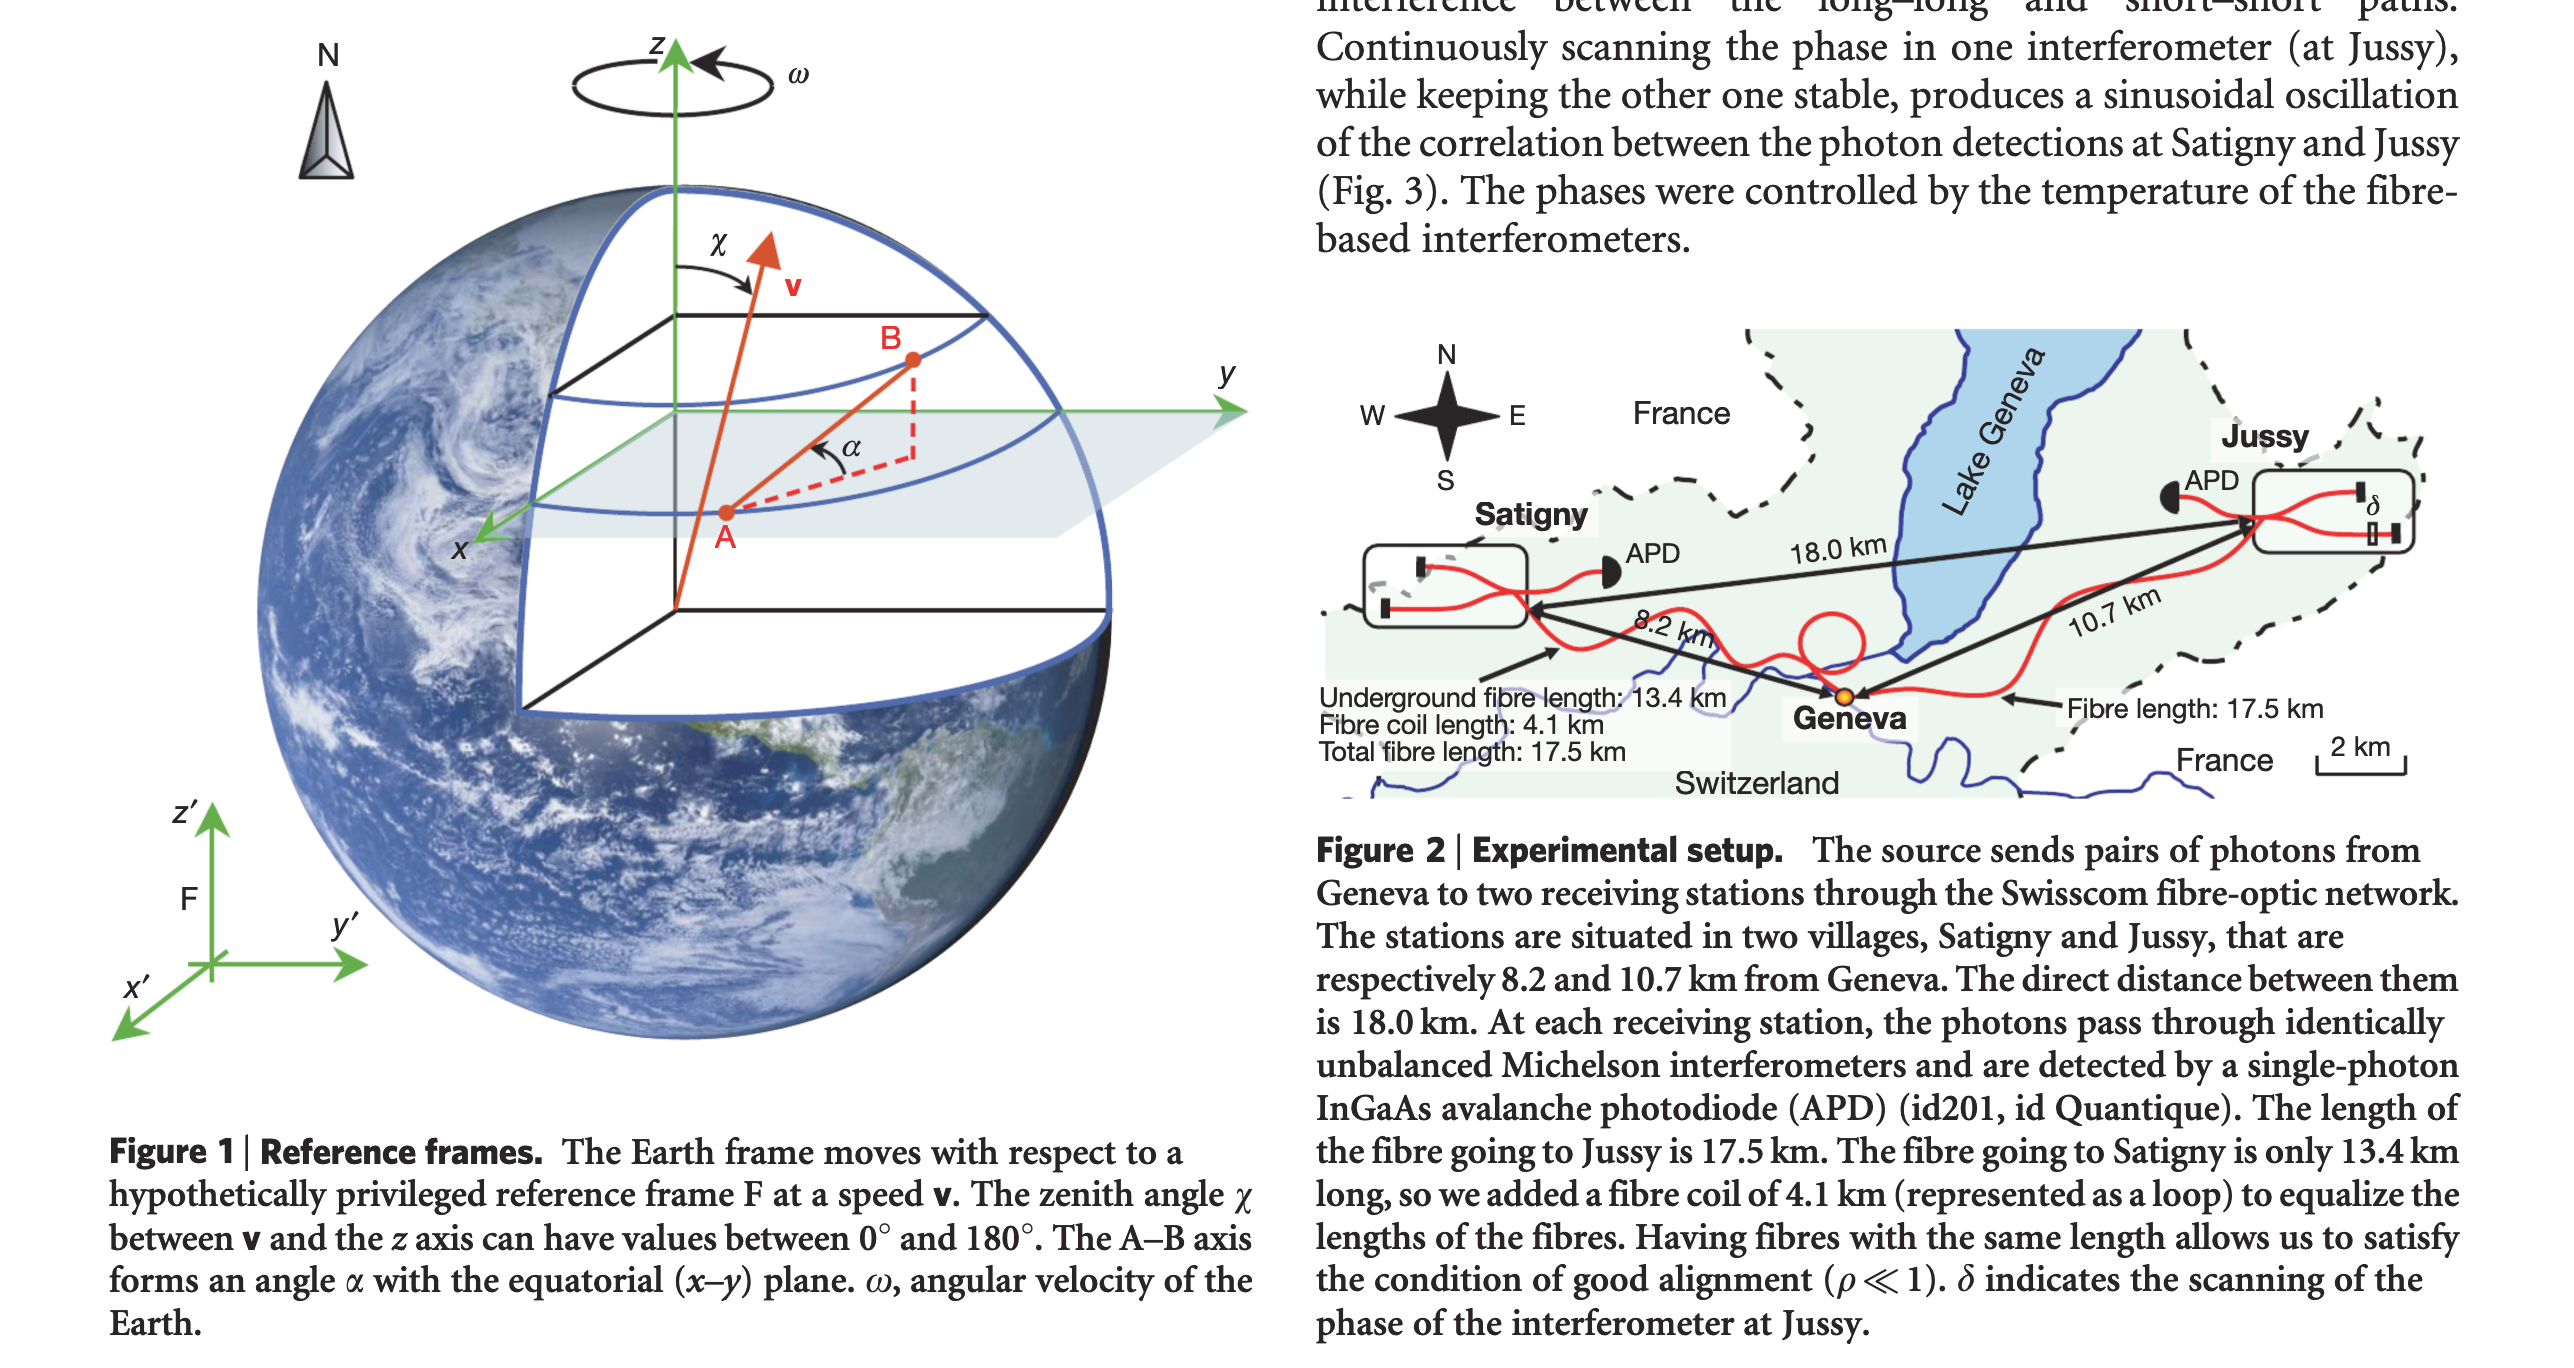 N
z
ω
χ
v
B
y
α
A
x
z′
F
y′
x′
Figure 1 | Reference frames. The Earth frame moves with respect to a
hypothetically privileged reference frame F at a speed v. The zenith angle χ
between v and the z axis can have values between 0° and 180°. The A–B axis
forms an angle α with the equatorial (x–y) plane. ω, angular velocity of the
Earth.
interference between the long–long and short–short paths.
Continuously scanning the phase in one interferometer (at Jussy),
while keeping the other one stable, produces a sinusoidal oscillation
of the correlation between the photon detections at Satigny and Jussy
(Fig. 3). The phases were controlled by the temperature of the fibre-
based interferometers.
N
W
E
S
France
Lake Geneva
Jussy
APD
δ
Satigny
APD
18.0 km
8.2 km
10.7 km
Underground fibre length: 13.4 km
Fibre coil length: 4.1 km
Total fibre length: 17.5 km
Geneva
Fibre length: 17.5 km
France
2 km
Switzerland
Figure 2 | Experimental setup. The source sends pairs of photons from
Geneva to two receiving stations through the Swisscom fibre-optic network.
The stations are situated in two villages, Satigny and Jussy, that are
respectively 8.2 and 10.7 km from Geneva. The direct distance between them
is 18.0 km. At each receiving station, the photons pass through identically
unbalanced Michelson interferometers and are detected by a single-photon
InGaAs avalanche photodiode (APD) (id201, id Quantique). The length of
the fibre going to Jussy is 17.5 km. The fibre going to Satigny is only 13.4 km
long, so we added a fibre coil of 4.1 km (represented as a loop) to equalize the
lengths of the fibres. Having fibres with the same length allows us to satisfy
the condition of good alignment (ρ ≪ 1). δ indicates the scanning of the
phase of the interferometer at Jussy.